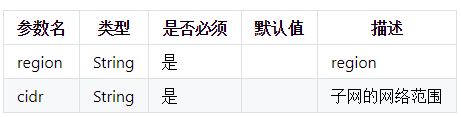 参数名 类型 是否必须 默认值 描述
region String 是 region
cidr String 是 子网的网络范围